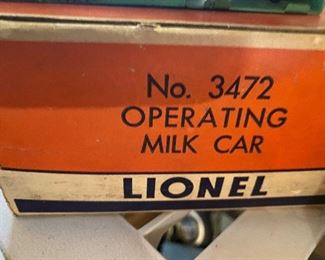 No. 3472
OPERATING
MILK CAR
LIONEL